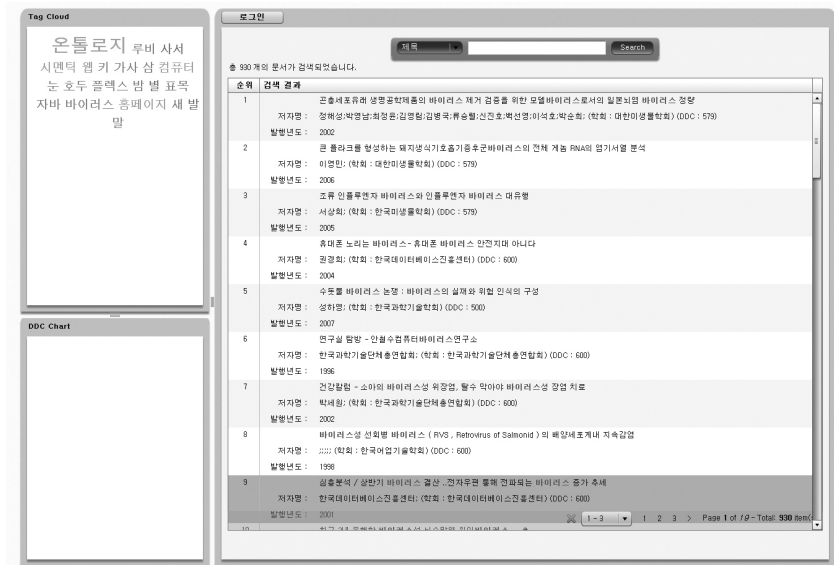 Tag Cloud
온톨로지 루비 사서
시멘틱 웹 키 가사 삼 컴퓨터
눈 호두 플렉스 밤 별 표목
자바 바이러스 홈페이지 새 발
말
DDC Chart
로그인
제목 Search
총 930 개의 문서가 검색되었습니다.
순위 검색 결과
1 곤충세포유래 생명공학제품의 바이러스 제거 검증을 위한 모델바이러스로서의 일본뇌염 바이러스 정량
저자명 : 정해성;박영남;최정윤;김영림;김병국;류승렬;신진호;백선영;이석호;박순희; (학회 : 대한미생물학회) (DDC : 579)
발행년도 : 2002
2 큰 플라크를 형성하는 돼지생식기호흡기증후군바이러스의 전체 게놈 RNA의 염기서열 분석
저자명 : 이영민; (학회 : 대한미생물학회) (DDC : 579)
발행년도 : 2006
3 조류 인플루엔자 바이러스와 인플루엔자 바이러스 대유행
저자명 : 서상희; (학회 : 한국미생물학회) (DDC : 579)
발행년도 : 2005
4 휴대폰 노리는 바이러스- 휴대폰 바이러스 안전지대 아니다
저자명 : 권경희; (학회 : 한국데이터베이스진흥센터) (DDC : 600)
발행년도 : 2004
5 수돗물 바이러스 논쟁 : 바이러스의 실재와 위험 인식의 구성
저자명 : 성하영; (학회 : 한국과학기술학회) (DDC : 500)
발행년도 : 2007
6 연구실 탐방 - 안철수컴퓨터바이러스연구소
저자명 : 한국과학기술단체총연합회; (학회 : 한국과학기술단체총연합회) (DDC : 600)
발행년도 : 1996
7 건강칼럼 - 소아의 바이러스성 위장염, 탈수 막아야 바이러스성 장염 치료
저자명 : 박세원; (학회 : 한국과학기술단체총연합회) (DDC : 600)
발행년도 : 2002
8 바이러스성 선회병 바이러스 ( RVS , Retrovirus of Salmonid ) 의 배양세포계내 지속감염
저자명 : ;;;;; (학회 : 한국어업기술학회) (DDC : 600)
발행년도 : 1998
9 심층분석 / 상반기 바이러스 결산 ..전자우편 통해 전파되는 바이러스 증가 추세
저자명 : 한국데이터베이스진흥센터; (학회 : 한국데이터베이스진흥센터) (DDC : 600)
발행년도 : 2001
1 - 3 1 2 3 > Page 1 of 19 - Total: 930 item(
10